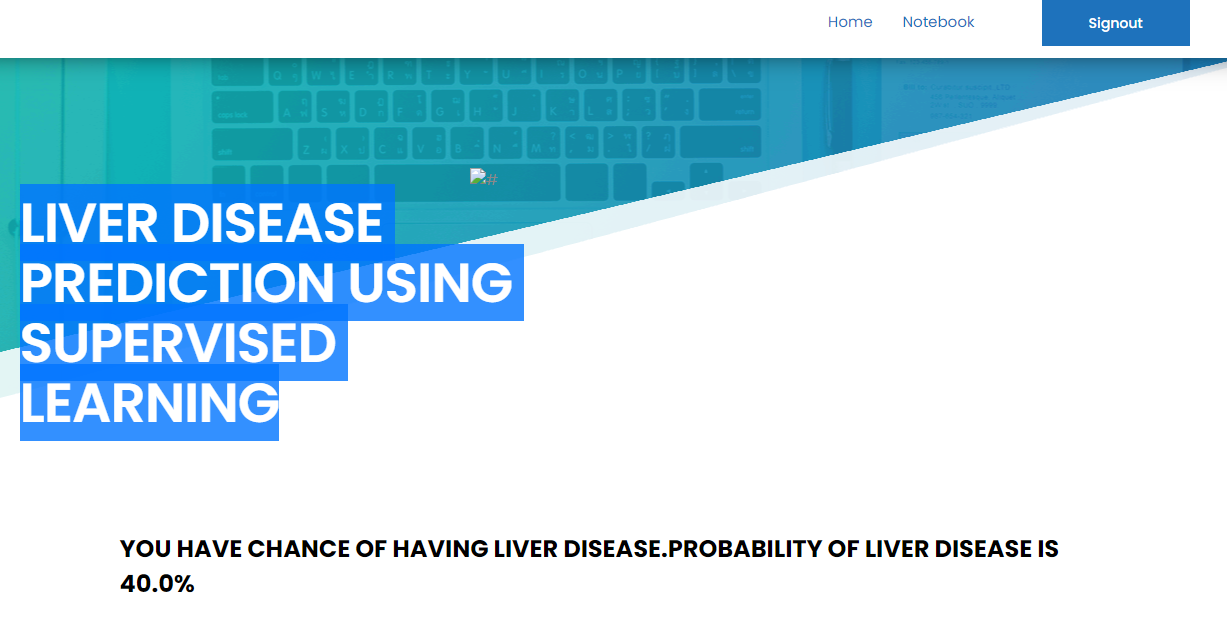 Home Notebook Signout
#
LIVER DISEASE
PREDICTION USING
SUPERVISED
LEARNING
YOU HAVE CHANCE OF HAVING LIVER DISEASE.PROBABILITY OF LIVER DISEASE IS
40.0%